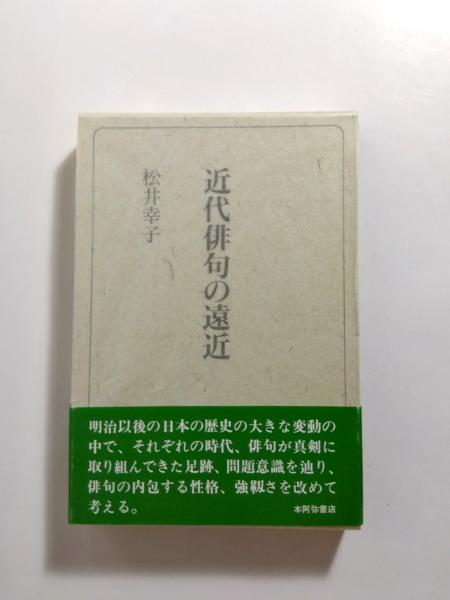 近代俳句の遠近
松井幸子
明治以後の日本の歴史の大きな変動の
中で、それぞれの時代、俳句が真剣に
取り組んできた足跡、問題意識を辿り、
俳句の内包する性格、強靱さを改めて
考える。
本阿弥書店